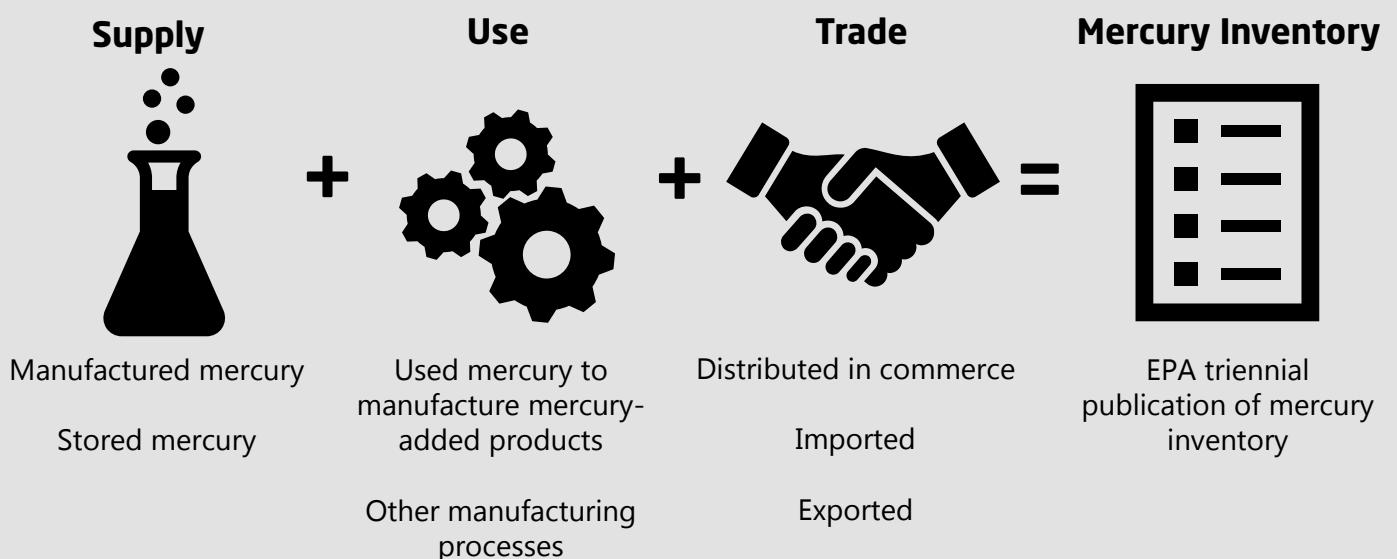 Supply
Manufactured mercury
Stored mercury
+
Use
Used mercury to
manufacture mercury-
added products
Other manufacturing
processes
+
Trade
Distributed in commerce
Imported
Exported
=
Mercury Inventory
EPA triennial
publication of mercury
inventory